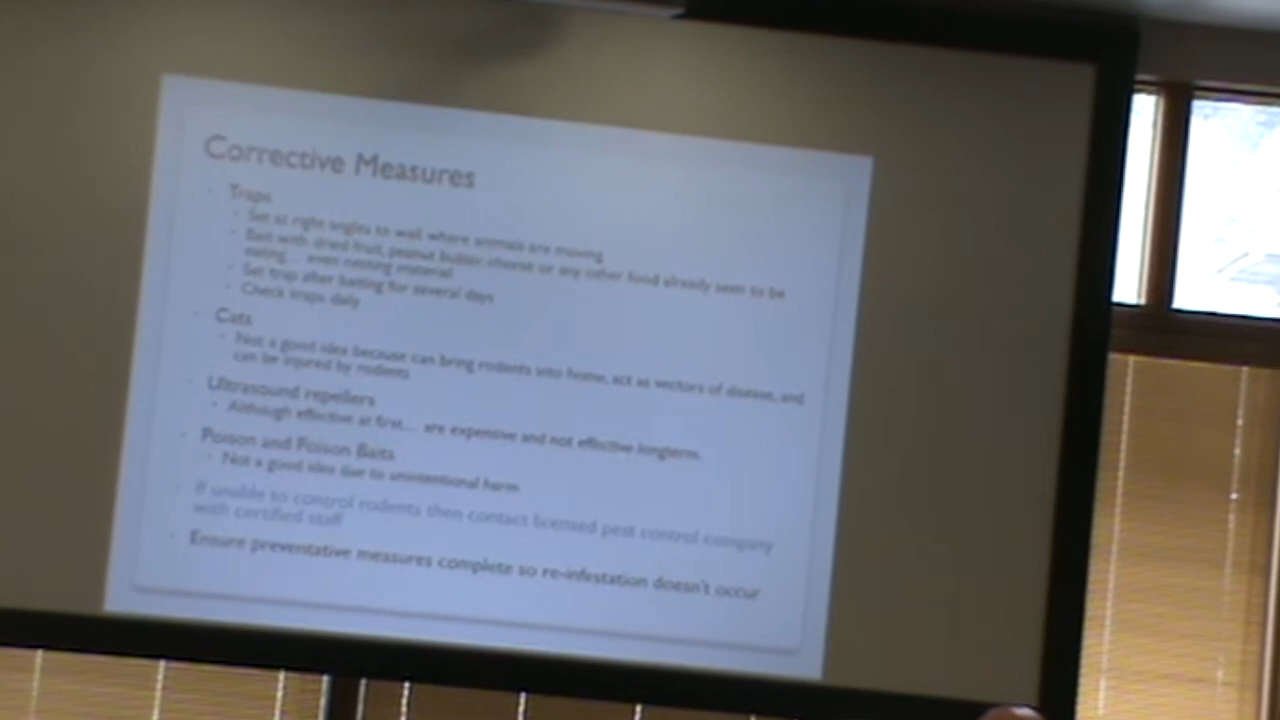 Corrective Measures
Traps
Set at right angles to wall where animals are moving
Bait with dried fruit, peanut butter, cheese or any other food already seen to be
eating... even nesting material
Set trap after baiting for several days
Check traps daily
Cats
Not a good idea because can bring rodents into home, act as vectors of disease, and
can be injured by rodents
Ultrasound repellers
Although effective at first... are expensive and not effective longterm.
Poison and Poison Baits
Not a good idea due to unintentional harm
If unable to control rodents then contact licensed pest control company
with certified staff
Ensure preventative measures complete so re-infestation doesn't occur